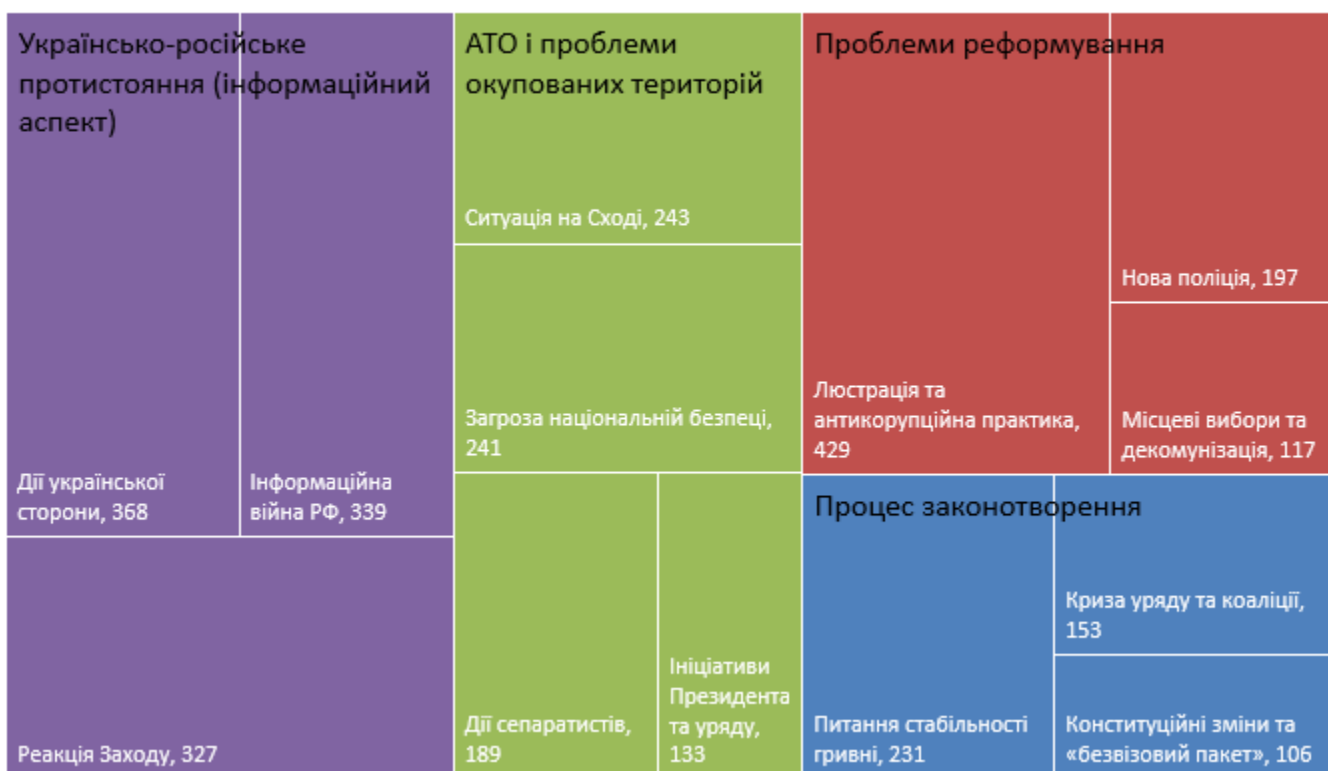 Українсько-російське
протистояння (інформаційний
аспект)
Дії української
сторони, 368
Інформаційна
війна РФ, 339
Реакція Заходу, 327
АТО і проблеми
окупованих територій
Ситуація на Сході, 243
Загроза національній безпеці,
241
Дії сепаратистів,
189
Ініціативи
Президента
та уряду,
133
Проблеми реформування
Люстрація та
антикорупційна практика,
429
Нова поліція, 197
Місцеві вибори та
декомунізація, 117
Процес законотворення
Питання стабільності
гривні, 231
Криза уряду та коаліції,
153
Конституційні зміни та
«безвізовий пакет», 106